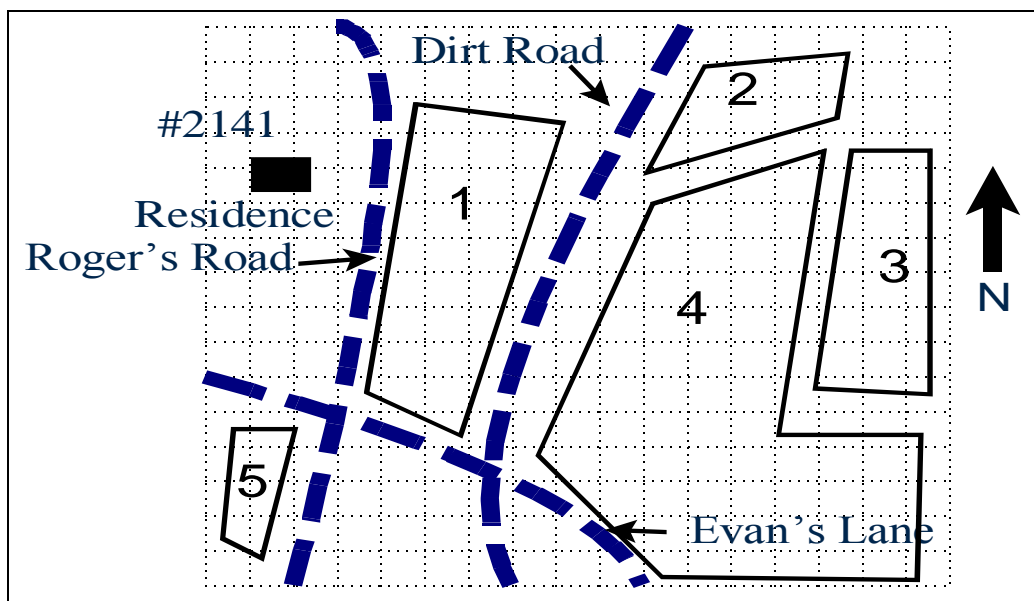 Dirt Road
2
#2141
Residence
1
Roger's Road
3
4
N
5
Evan's Lane